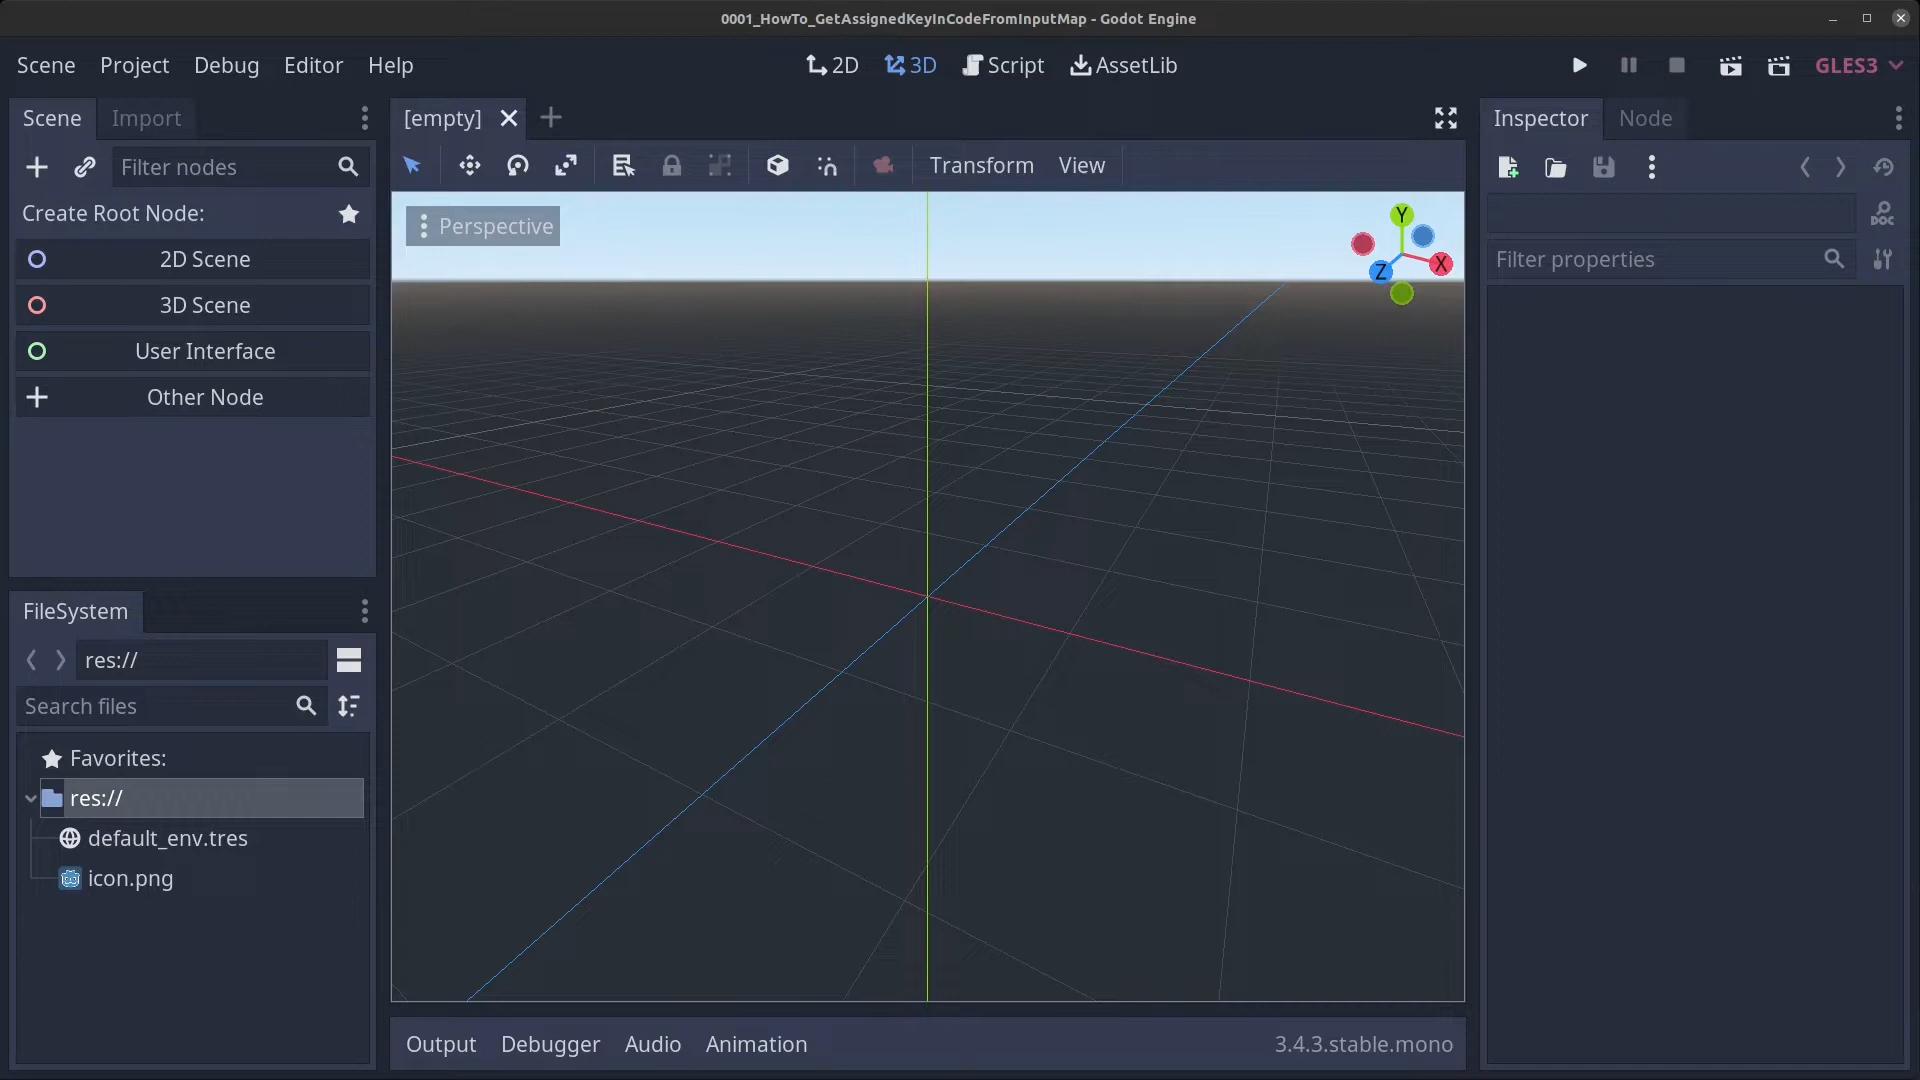 0001_HowTo_GetAssignedKeyInCodeFromInputMap - Godot Engine
Scene Project Debug Editor Help
2D 3D Script AssetLib
GLES3
Scene Import
Filter nodes
Create Root Node:
2D Scene
3D Scene
User Interface
Other Node
FileSystem
res://
Search files
Favorites:
res://
default_env.tres
icon.png
[empty]
Transform View
Perspective
Y
X
Z
Output Debugger Audio Animation
3.4.3.stable.mono
Inspector Node
DOC
Filter properties